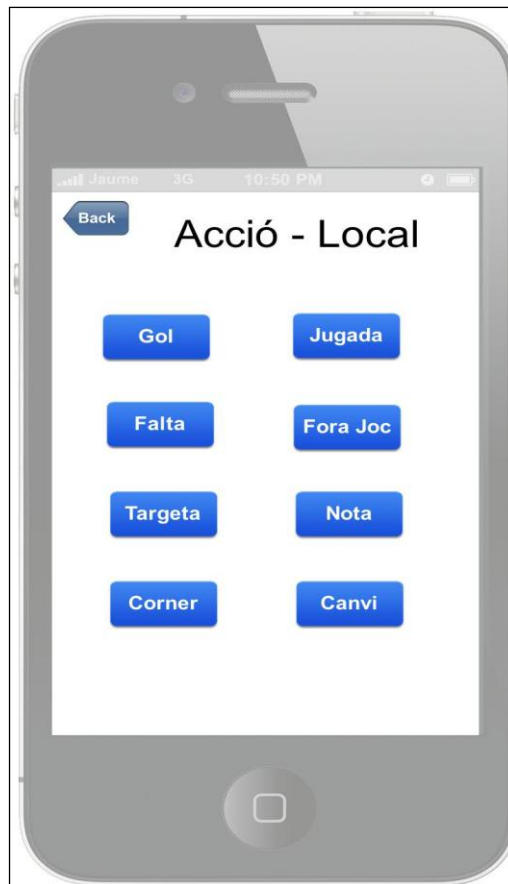 Jaume 3G 10:50 PM
Back
Acció - Local
Gol Jugada
Falta Fora Joc
Targeta Nota
Corner Canvi